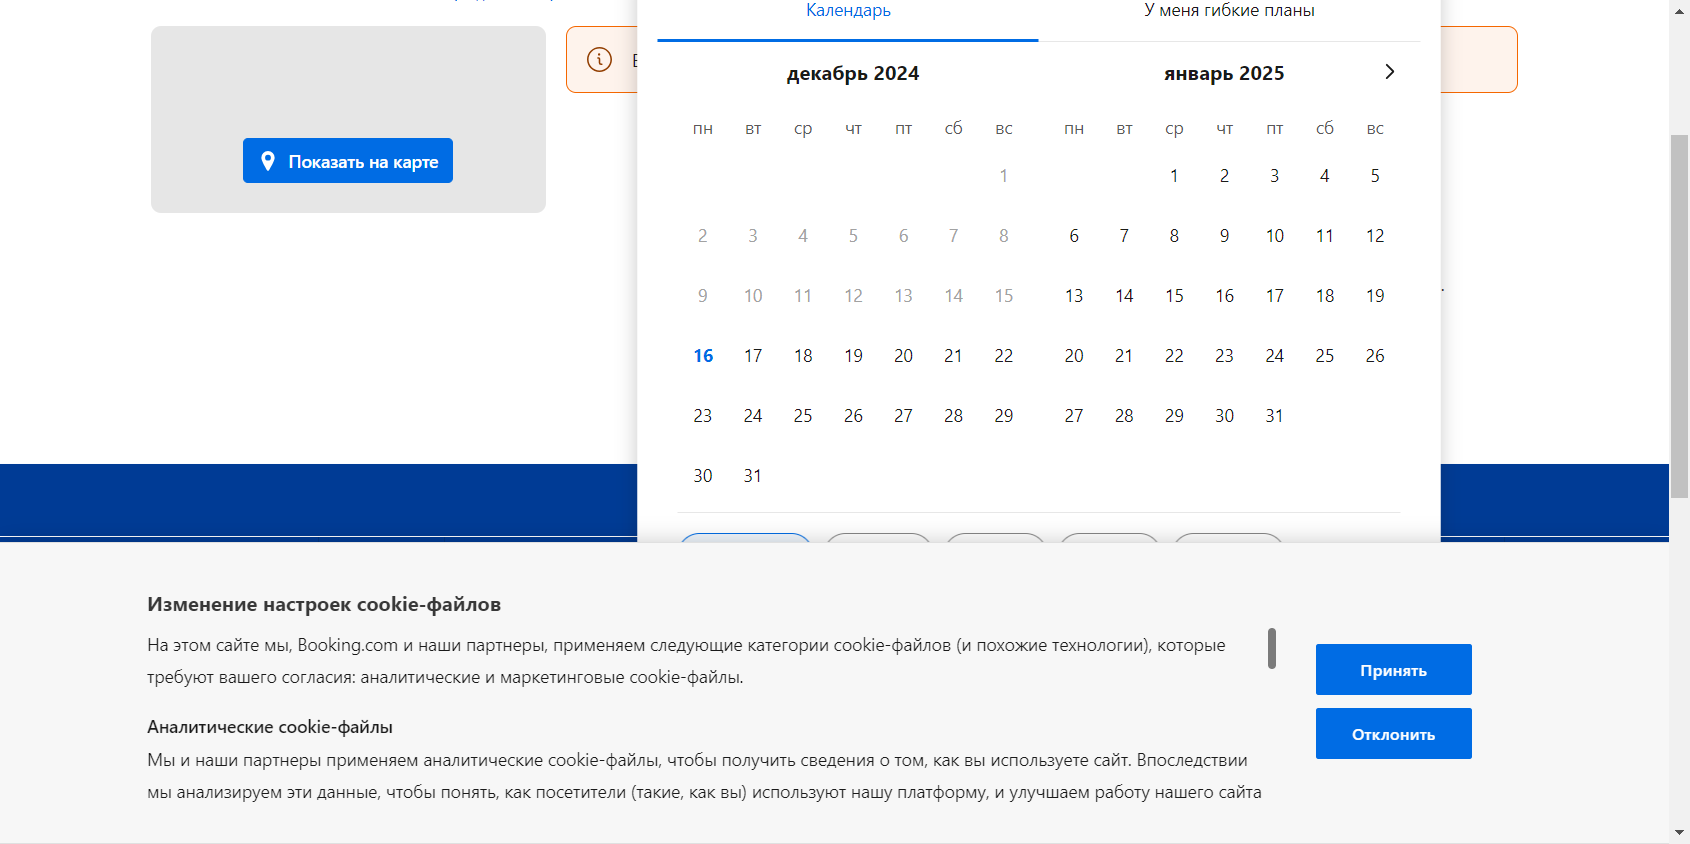 Календарь
У меня гибкие планы
декабрь 2024
январь 2025
Показать на карте
пн вт ср чт пт сб вс
пн вт ср чт пт сб вс
1
1 2 3 4 5
2 3 4 5 6 7 8
6 7 8 9 10 11 12
9 10 11 12 13 14 15
13 14 15 16 17 18 19
16 17 18 19 20 21 22
20 21 22 23 24 25 26
23 24 25 26 27 28 29
27 28 29 30 31
30 31
Изменение настроек cookie-файлов
На этом сайте мы, Booking.com и наши партнеры, применяем следующие категории cookie-файлов (и похожие технологии), которые
требуют вашего согласия: аналитические и маркетинговые cookie-файлы.
Аналитические cookie-файлы
Мы и наши партнеры применяем аналитические cookie-файлы, чтобы получить сведения о том, как вы используете сайт. Впоследствии
мы анализируем эти данные, чтобы понять, как посетители (такие, как вы) используют нашу платформу, и улучшаем работу нашего сайта
Принять
Отклонить